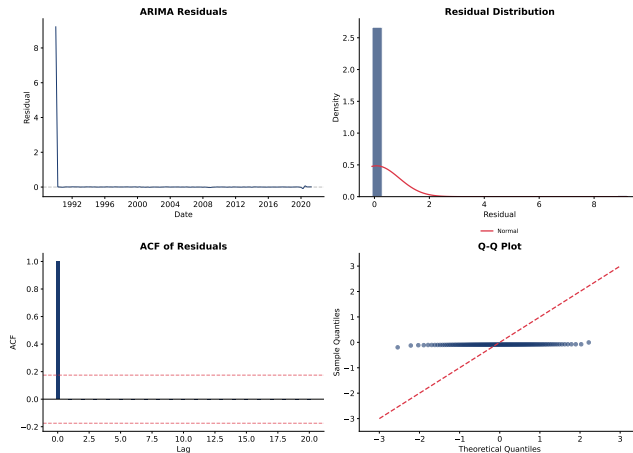 ARIMA Residuals
Residual
8
6
4
2
0
1992 1996 2000 2004 2008 2012 2016 2020
Date
Residual Distribution
Density
2.5
2.0
1.5
1.0
0.5
0.0
0 2 4 6 8
Residual
Normal
ACF of Residuals
ACF
1.0
0.8
0.6
0.4
0.2
0.0
−0.2
0.0 2.5 5.0 7.5 10.0 12.5 15.0 17.5 20.0
Lag
Q-Q Plot
Sample Quantiles
3
2
1
0
−1
−2
−3
−3 −2 −1 0 1 2 3
Theoretical Quantiles